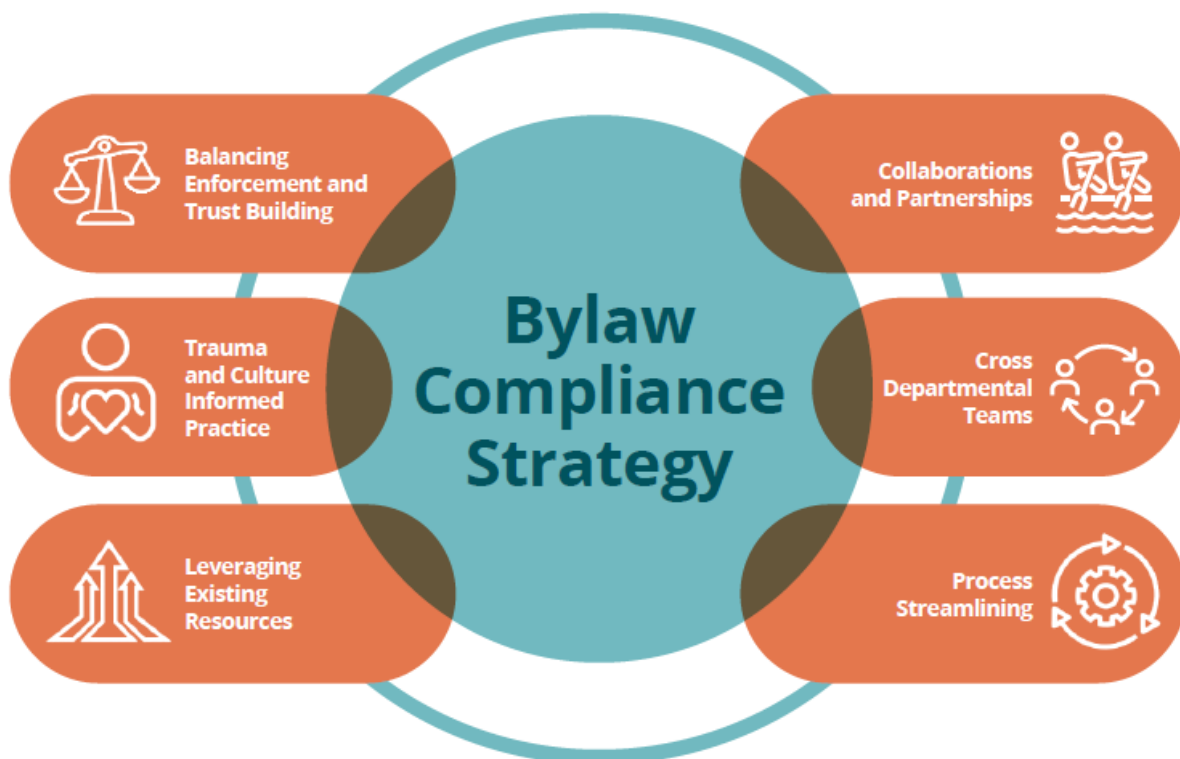 Balancing
Enforcement and
Trust Building
Trauma
and Culture
Informed
Practice
Leveraging
Existing
Resources
Bylaw
Compliance
Strategy
Collaborations
and Partnerships
Cross
Departmental
Teams
Process
Streamlining